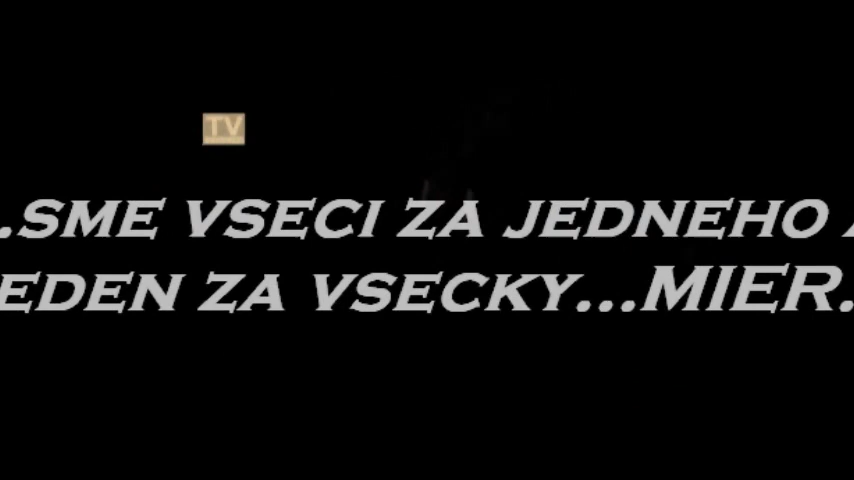 TV
.SME VSECI ZA JEDNEHO A
EDEN ZA VSECKY...MIER.